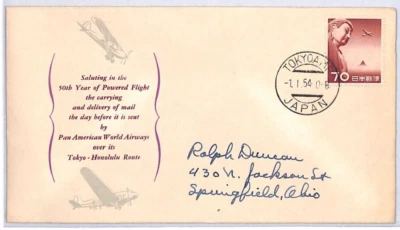 Saluting in the
50th Year of Powered Flight
the carrying
and delivery of mail
the day before it is sent
by
Pan American World Airways
over its
Tokyo - Honolulu Route
TOKYO
-1.1.54
JAPAN
70 日本郵便
Ralph Duncan
430 N. Jackson St
Springfield, Ohio